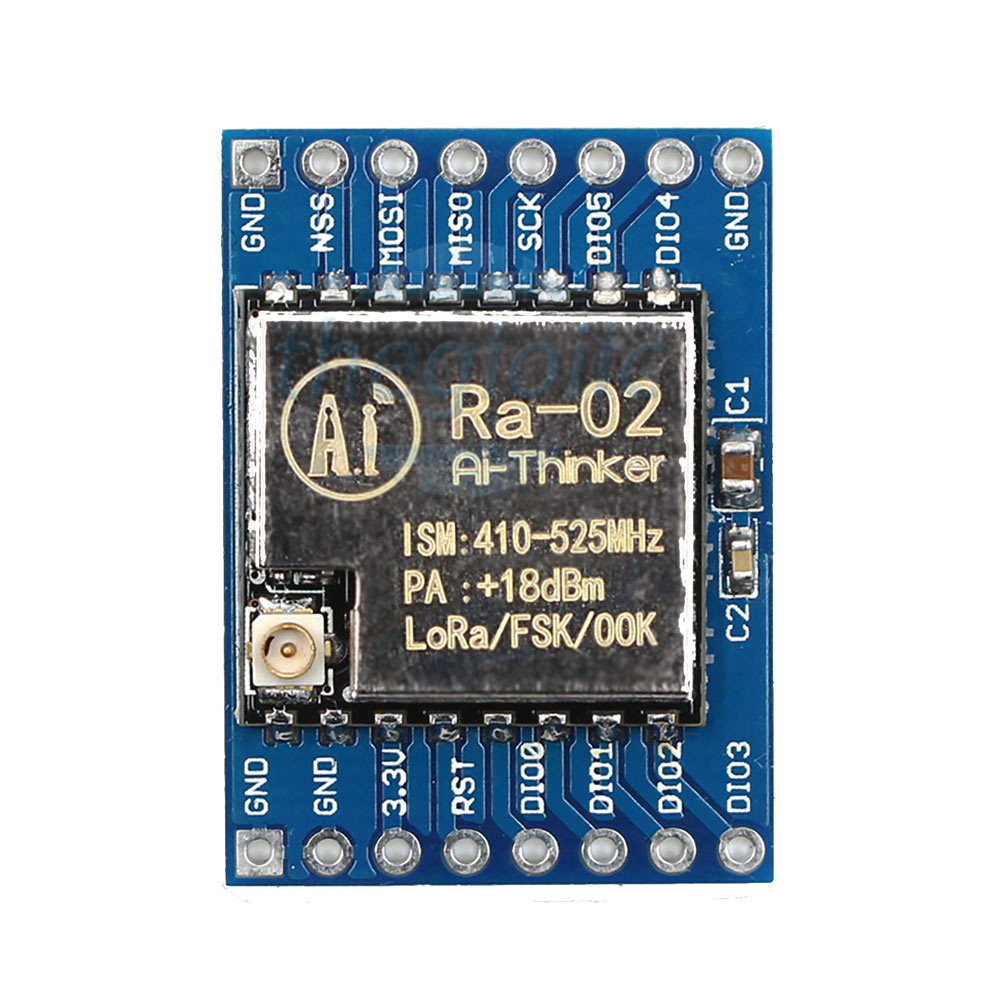 GND NSS MOSI MISO SCK DIO5 DIO4 GND
thegioiic
A.i
Ra-02
Ai-Thinker
ISM:410-525MHz
PA :+18dBm
LoRa/FSK/OOK
C1
C2
GND GND 3.3V RST DIO0 DIO1 DIO2 DIO3